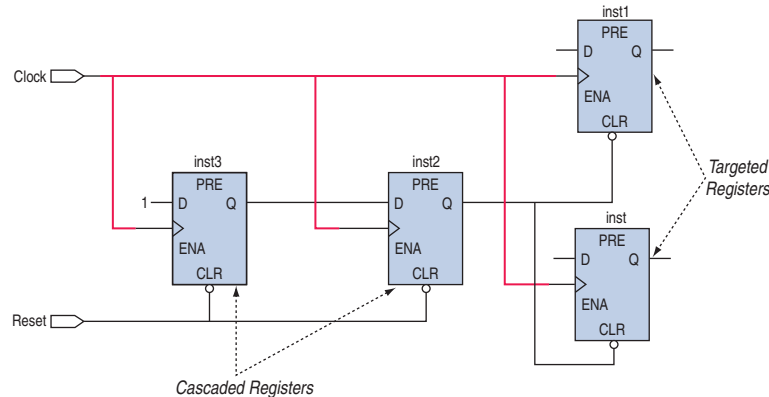 inst1
PRE
D Q
ENA
CLR
Clock
inst3
PRE
1 D Q
ENA
CLR
inst2
PRE
D Q
ENA
CLR
Targeted
Registers
inst
PRE
D Q
ENA
CLR
Reset
Cascaded Registers